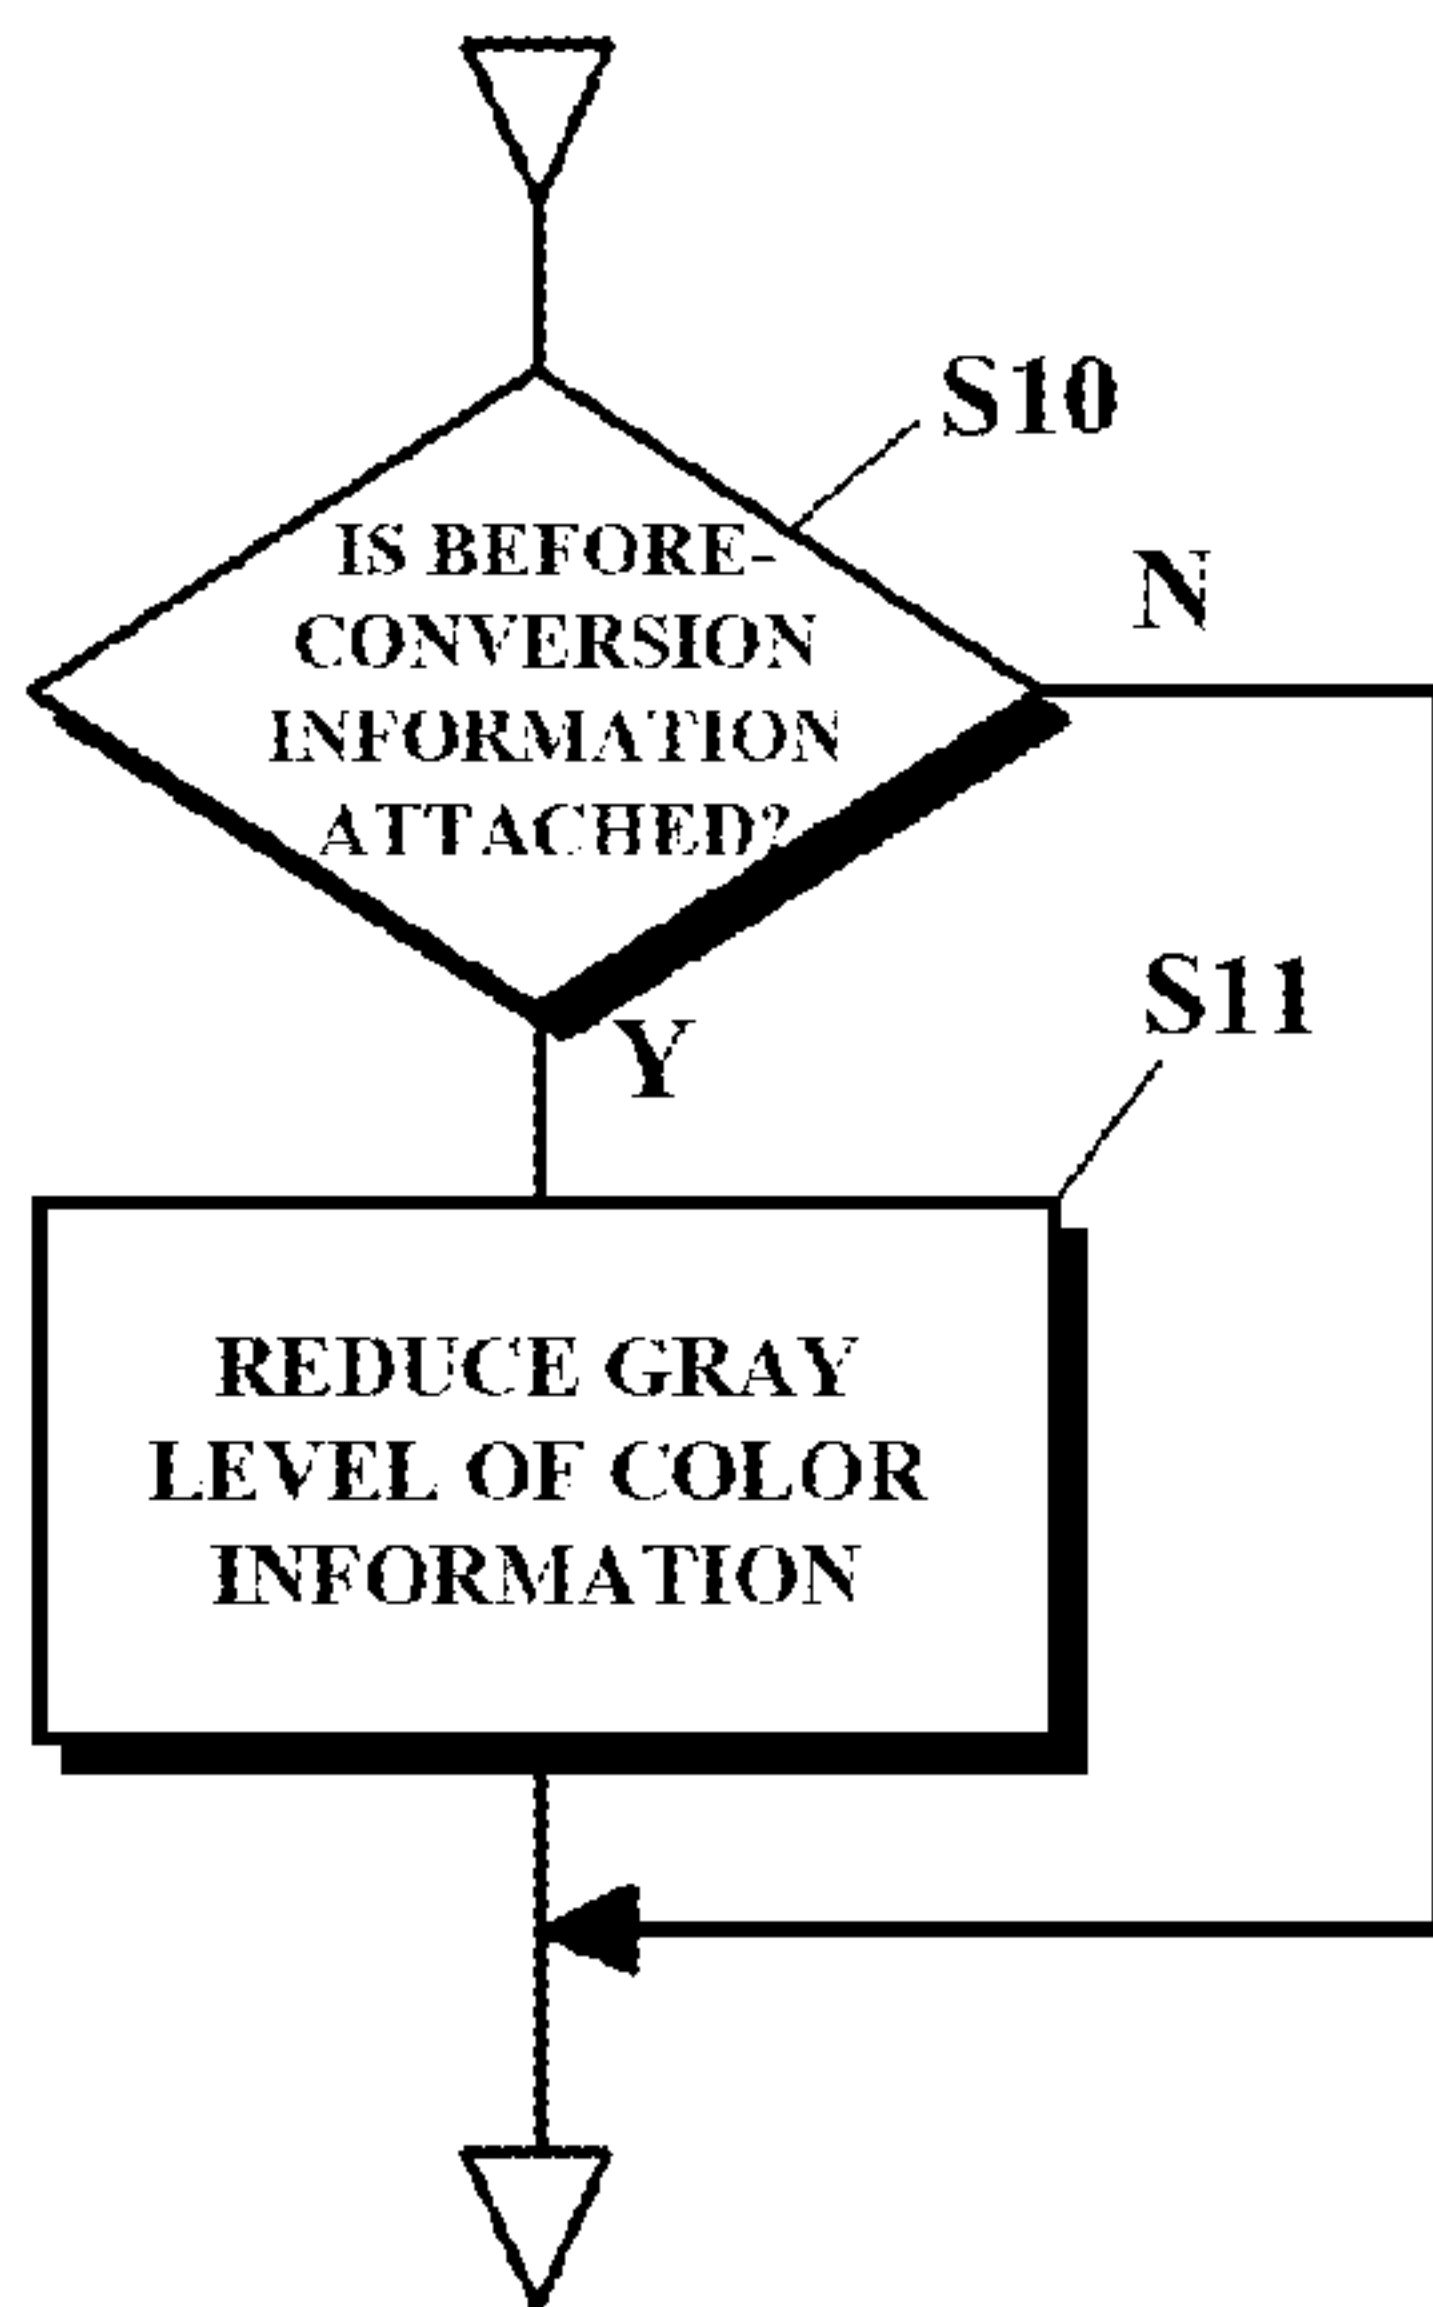 S10
IS BEFORE-
CONVERSION
INFORMATION
ATTACHED?
N
Y
S11
REDUCE GRAY
LEVEL OF COLOR
INFORMATION